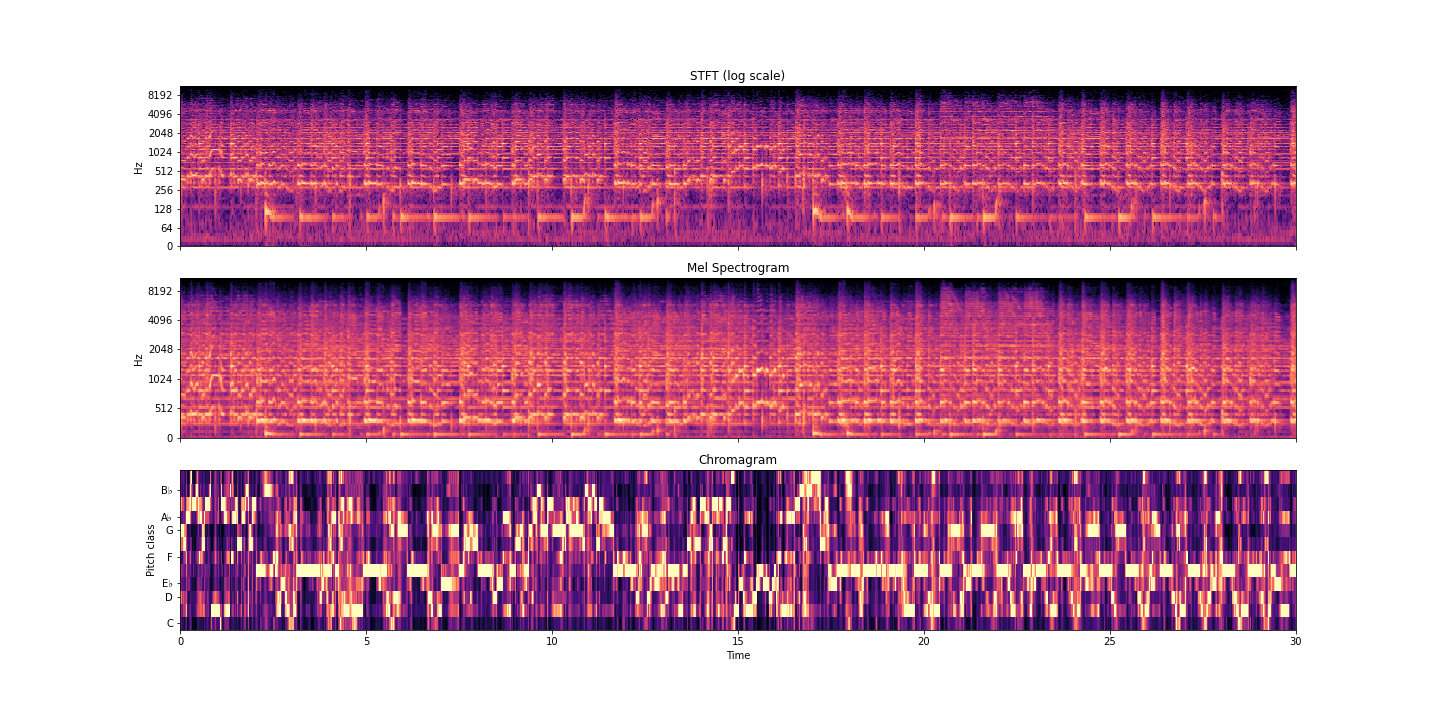 STFT (log scale)
8192
4096
2048
1024
512
256
128
64
0
Hz
Mel Spectrogram
8192
4096
2048
1024
512
0
Hz
Chromagram
B♭
A♭
G
F
E♭
D
C
Pitch class
0 5 10 15 20 25 30
Time